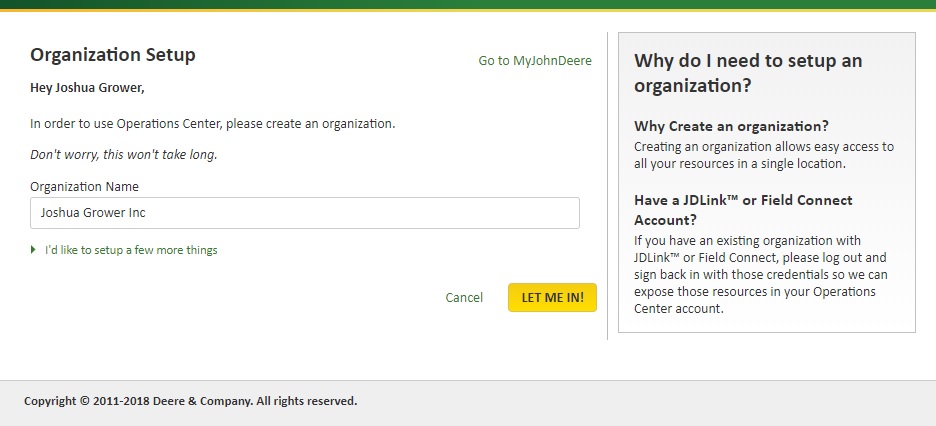 Organization Setup
Go to MyJohnDeere
Hey Joshua Grower,
In order to use Operations Center, please create an organization.
Don't worry, this won't take long.
Organization Name
Joshua Grower Inc
I'd like to setup a few more things
Cancel
LET ME IN!
Why do I need to setup an
organization?
Why Create an organization?
Creating an organization allows easy access to
all your resources in a single location.
Have a JDLink™ or Field Connect
Account?
If you have an existing organization with
JDLink™ or Field Connect, please log out and
sign back in with those credentials so we can
expose those resources in your Operations
Center account.
Copyright © 2011-2018 Deere & Company. All rights reserved.